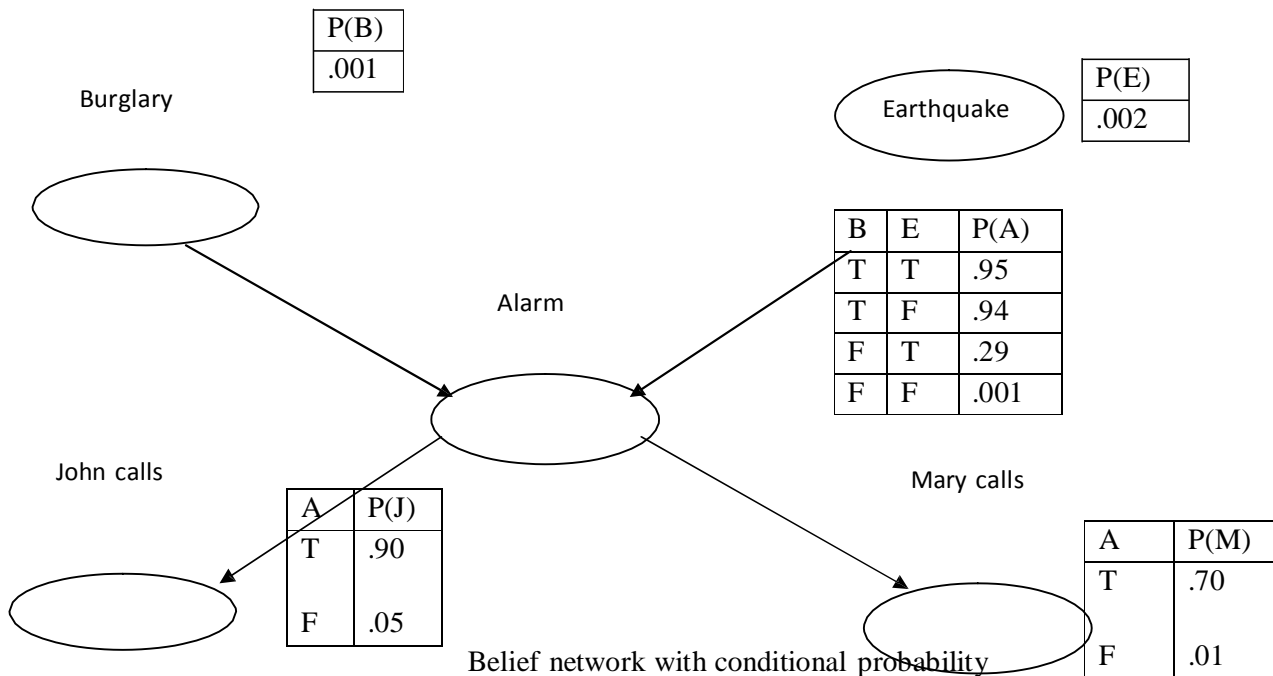 P(B)
.001
Burglary
Earthquake
P(E)
.002
B E P(A)
T T .95
T F .94
F T .29
F F .001
Alarm
John calls
A P(J)
T .90
F .05
Mary calls
A P(M)
T .70
F .01
Belief network with conditional probability